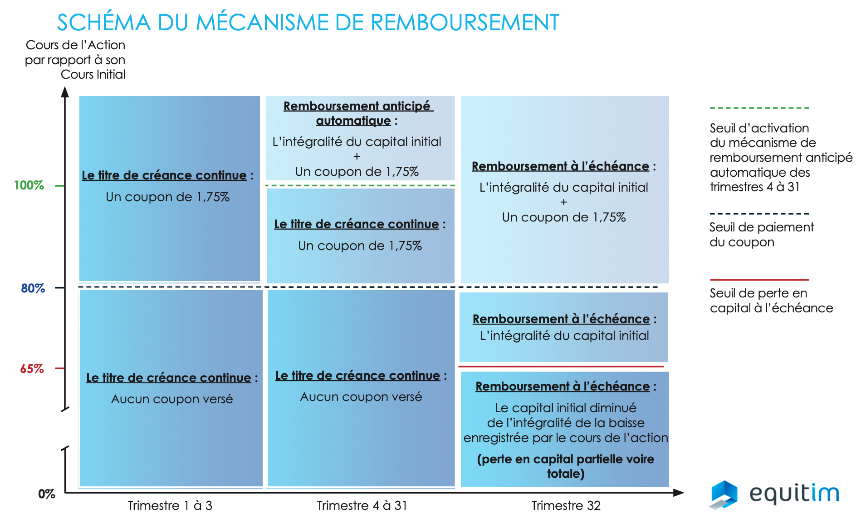 SCHÉMA DU MÉCANISME DE REMBOURSEMENT
Cours de l'Action
par rapport à son
Cours Initial
100%
80%
65%
0%
Le titre de créance continue :
Un coupon de 1,75%
Le titre de créance continue :
Aucun coupon versé
Remboursement anticipé
automatique :
L'intégralité du capital initial
+
Un coupon de 1,75%
Le titre de créance continue :
Un coupon de 1,75%
Le titre de créance continue :
Aucun coupon versé
Remboursement à l'échéance :
L'intégralité du capital initial
+
Un coupon de 1,75%
Remboursement à l'échéance :
L'intégralité du capital initial
Remboursement à l'échéance :
Le capital initial diminué
de l'intégralité de la baisse
enregistrée par le cours de l'action
(perte en capital partielle voire
totale)
Trimestre 1 à 3
Trimestre 4 à 31
Trimestre 32
Seuil d'activation
du mécanisme de
remboursement anticipé
automatique des
trimestres 4 à 31
Seuil de paiement
du coupon
Seuil de perte en
capital à l'échéance
equitim